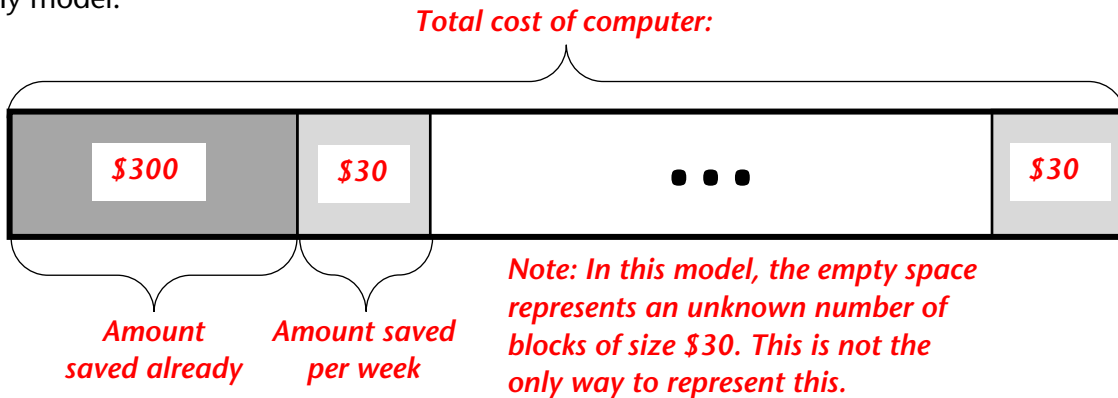 ly model.
Total cost of computer:
$300
$30
$30
Amount
saved already
Amount saved
per week
Note: In this model, the empty space
represents an unknown number of
blocks of size $30. This is not the
only way to represent this.